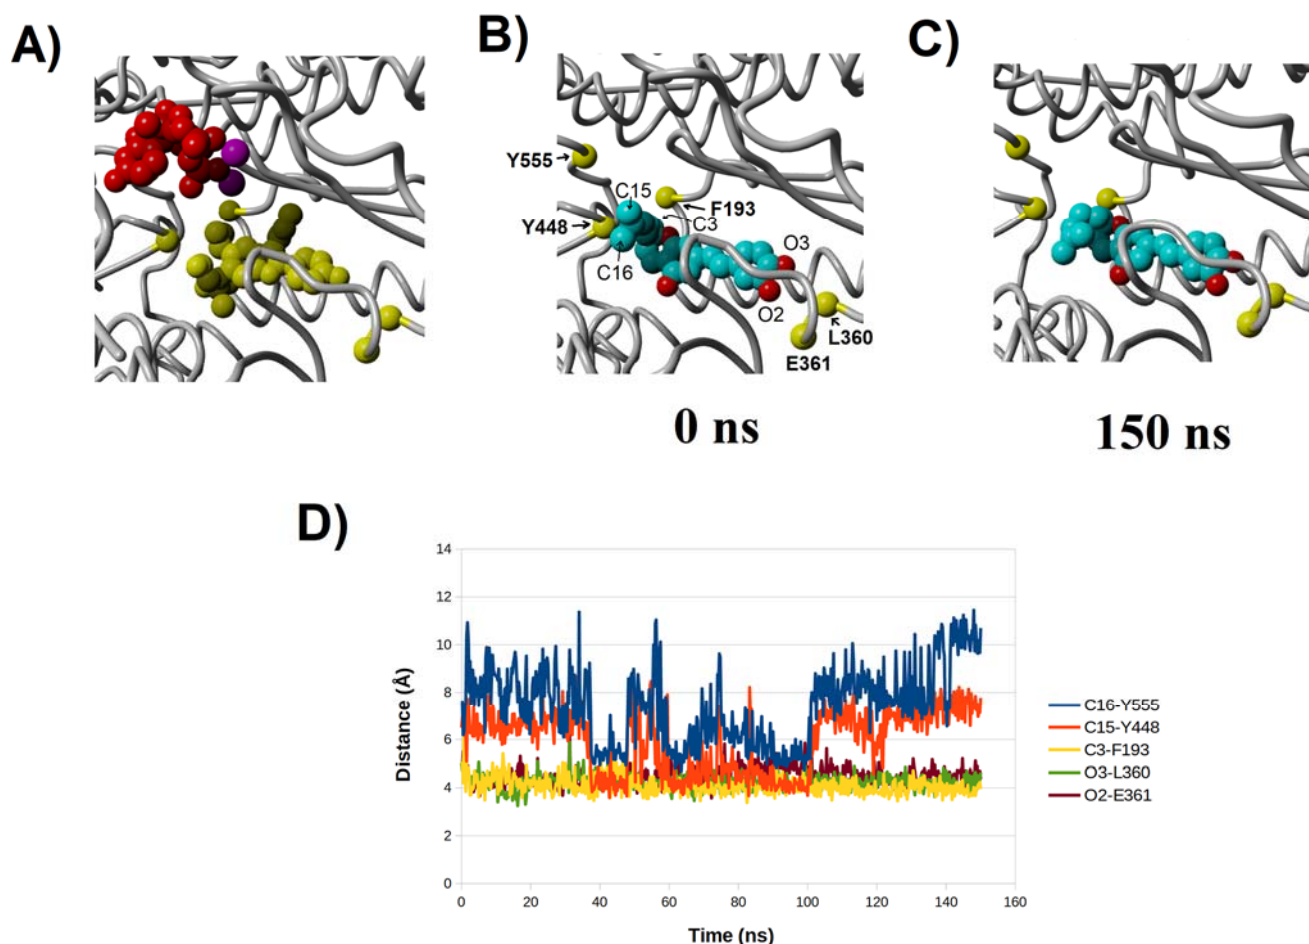 A)
B)
C)
Y555
C15
F193
C3
Y448
C16
O3
O2
L360
E361
0 ns
150 ns
D)
Distance (Å)
14
12
10
8
6
4
2
0
0
20
40
60
80
100
120
140
160
Time (ns)
C16-Y555
C15-Y448
C3-F193
O3-L360
O2-E361